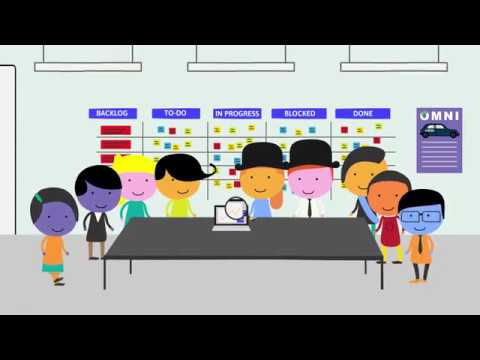 BACKLOG
TO-DO
IN PROGRESS
BLOCKED
DONE
OMNI